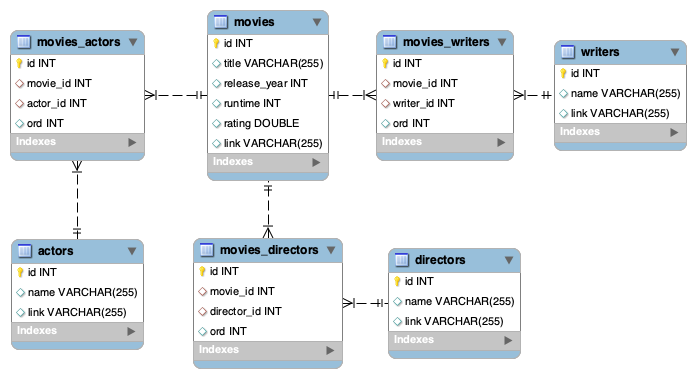 movies_actors
id INT
movie_id INT
actor_id INT
ord INT
Indexes
movies
id INT
title VARCHAR(255)
release_year INT
runtime INT
rating DOUBLE
link VARCHAR(255)
Indexes
movies_writers
id INT
movie_id INT
writer_id INT
ord INT
Indexes
writers
id INT
name VARCHAR(255)
link VARCHAR(255)
Indexes
actors
id INT
name VARCHAR(255)
link VARCHAR(255)
Indexes
movies_directors
id INT
movie_id INT
director_id INT
ord INT
Indexes
directors
id INT
name VARCHAR(255)
link VARCHAR(255)
Indexes